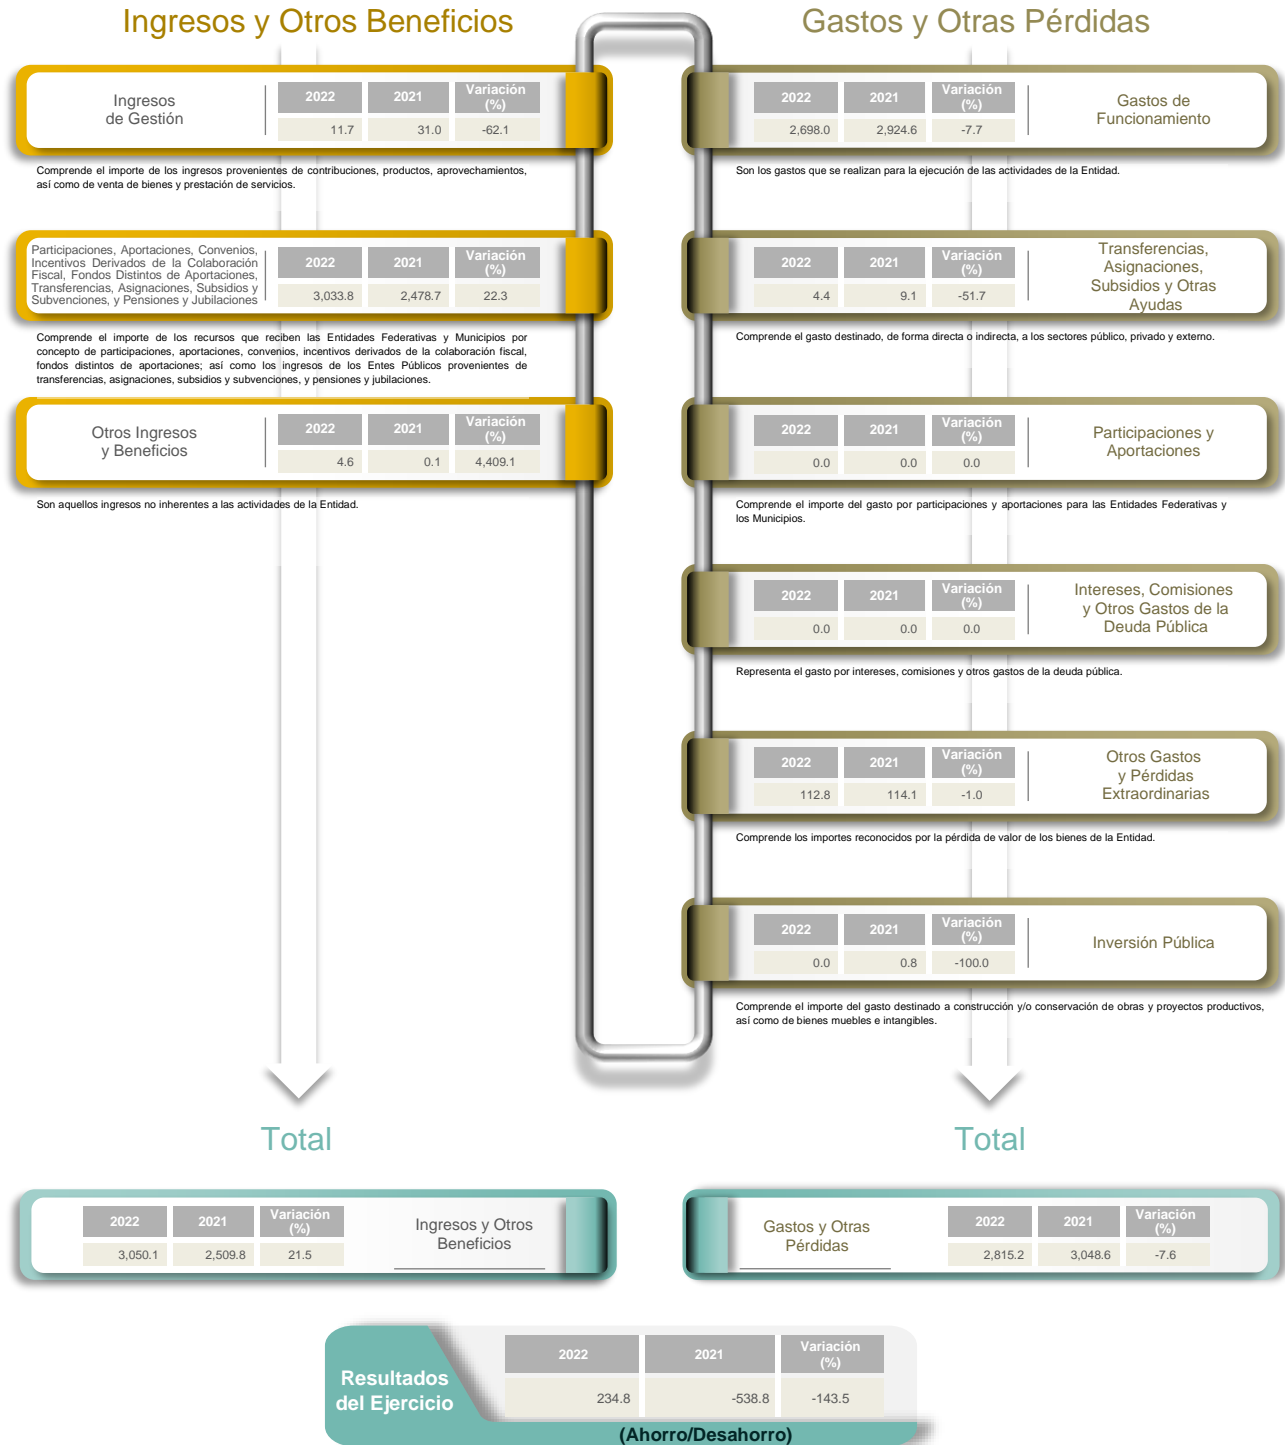 Ingresos y Otros Beneficios
Ingresos
de Gestión
2022 2021 Variación (%)
11.7 31.0 -62.1
Comprende el importe de los ingresos provenientes de contribuciones, productos, aprovechamientos,
así como de venta de bienes y prestación de servicios.
Participaciones, Aportaciones, Convenios,
Incentivos Derivados de la Colaboración
Fiscal, Fondos Distintos de Aportaciones,
Transferencias, Asignaciones, Subsidios y
Subvenciones, y Pensiones y Jubilaciones
2022 2021 Variación (%)
3,033.8 2,478.7 22.3
Comprende el importe de los recursos que reciben las Entidades Federativas y Municipios por
concepto de participaciones, aportaciones, convenios, incentivos derivados de la colaboración fiscal,
fondos distintos de aportaciones; así como los ingresos de los Entes Públicos provenientes de
transferencias, asignaciones, subsidios y subvenciones, y pensiones y jubilaciones.
Otros Ingresos
y Beneficios
2022 2021 Variación (%)
4.6 0.1 4,409.1
Son aquellos ingresos no inherentes a las actividades de la Entidad.
Gastos y Otras Pérdidas
2022 2021 Variación (%)
2,698.0 2,924.6 -7.7
Gastos de
Funcionamiento
Son los gastos que se realizan para la ejecución de las actividades de la Entidad.
2022 2021 Variación (%)
4.4 9.1 -51.7
Transferencias,
Asignaciones,
Subsidios y Otras
Ayudas
Comprende el gasto destinado, de forma directa o indirecta, a los sectores público, privado y externo.
2022 2021 Variación (%)
0.0 0.0 0.0
Participaciones y
Aportaciones
Comprende el importe del gasto por participaciones y aportaciones para las Entidades Federativas y
los Municipios.
2022 2021 Variación (%)
0.0 0.0 0.0
Intereses, Comisiones
y Otros Gastos de la
Deuda Pública
Representa el gasto por intereses, comisiones y otros gastos de la deuda pública.
2022 2021 Variación (%)
112.8 114.1 -1.0
Otros Gastos
y Pérdidas
Extraordinarias
Comprende los importes reconocidos por la pérdida de valor de los bienes de la Entidad.
2022 2021 Variación (%)
0.0 0.8 -100.0
Inversión Pública
Comprende el importe del gasto destinado a construcción y/o conservación de obras y proyectos productivos,
así como de bienes muebles e intangibles.
Total
2022 2021 Variación (%)
3,050.1 2,509.8 21.5
Ingresos y Otros
Beneficios
Total
Gastos y Otras
Pérdidas
2022 2021 Variación (%)
2,815.2 3,048.6 -7.6
Resultados
del Ejercicio
2022 2021 Variación (%)
234.8 -538.8 -143.5
(Ahorro/Desahorro)